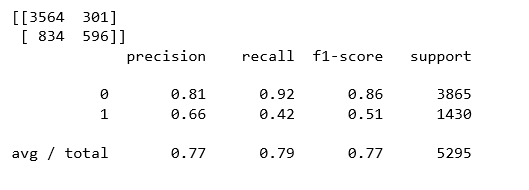 [[3564  301]
 [ 834  596]]
             precision    recall  f1-score   support

          0       0.81      0.92      0.86      3865
          1       0.66      0.42      0.51      1430

avg / total       0.77      0.79      0.77      5295